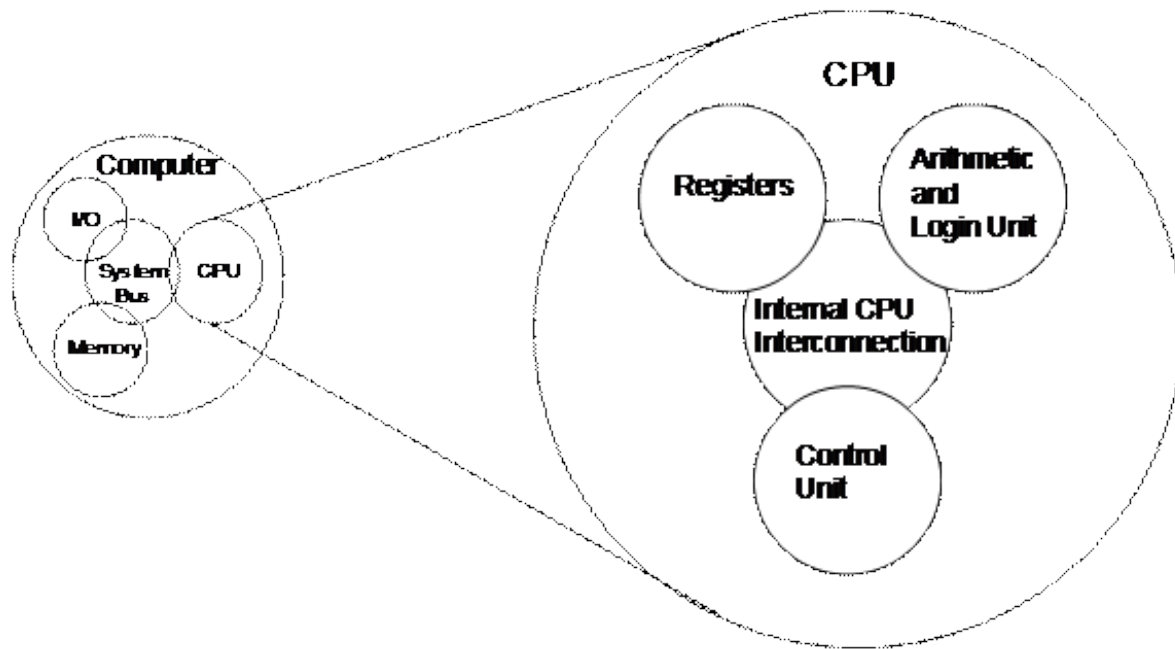 Computer
I/O
System
Bus
CPU
Memory
CPU
Registers
Arithmetic
and
Login Unit
Internal CPU
Interconnection
Control
Unit